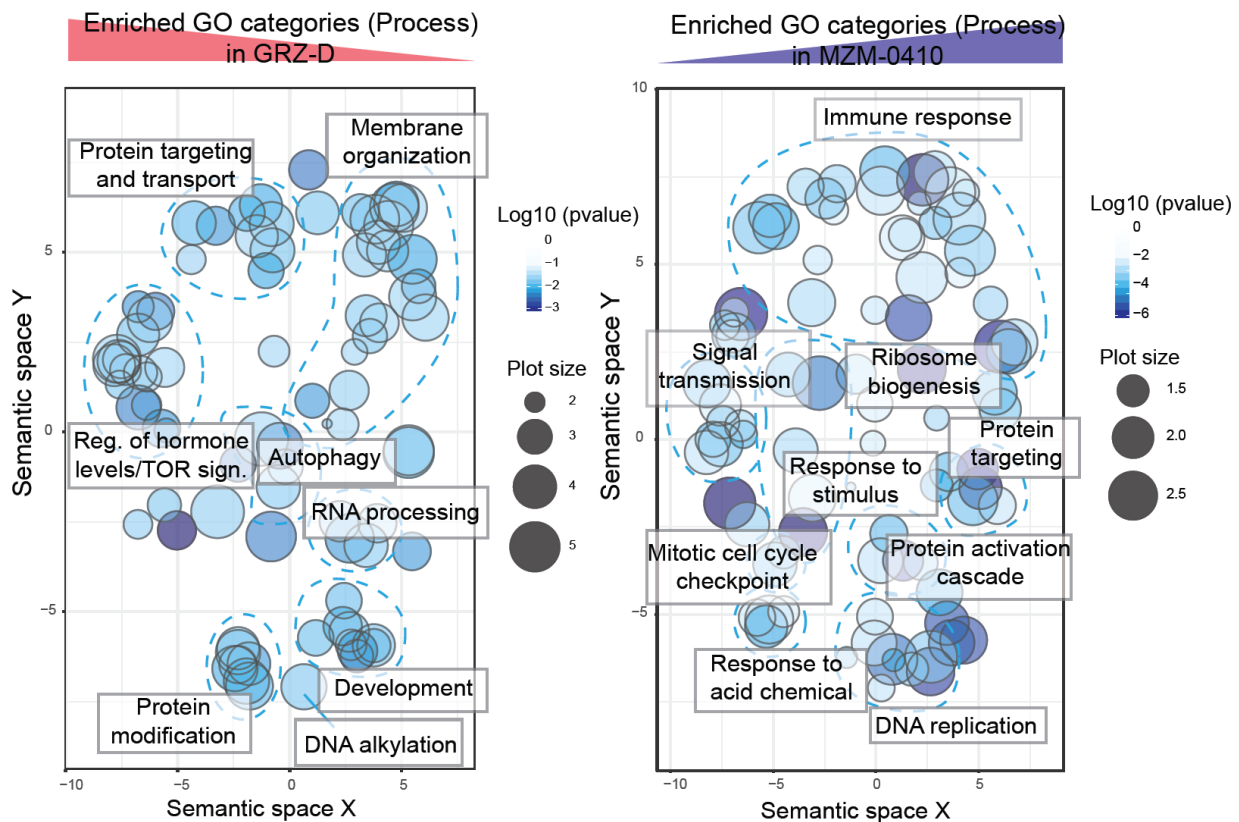 Enriched GO categories (Process)
in GRZ-D
Protein targeting
and transport
Membrane
organization
Reg. of hormone
levels/TOR sign.
Autophagy
RNA processing
Development
Protein
modification
DNA alkylation
5
0
−5
−10
−5
0
5
Semantic space Y
Semantic space X
Log10 (pvalue)
0
−1
−2
−3
Plot size
2
3
4
5
Enriched GO categories (Process)
in MZM-0410
Immune response
Signal
transmission
Ribosome
biogenesis
Protein
targeting
Response to
stimulus
Mitotic cell cycle
checkpoint
Protein activation
cascade
Response to
acid chemical
DNA replication
10
5
0
−5
−10
−5
0
5
Semantic space Y
Semantic space X
Log10 (pvalue)
0
−2
−4
−6
Plot size
1.5
2.0
2.5